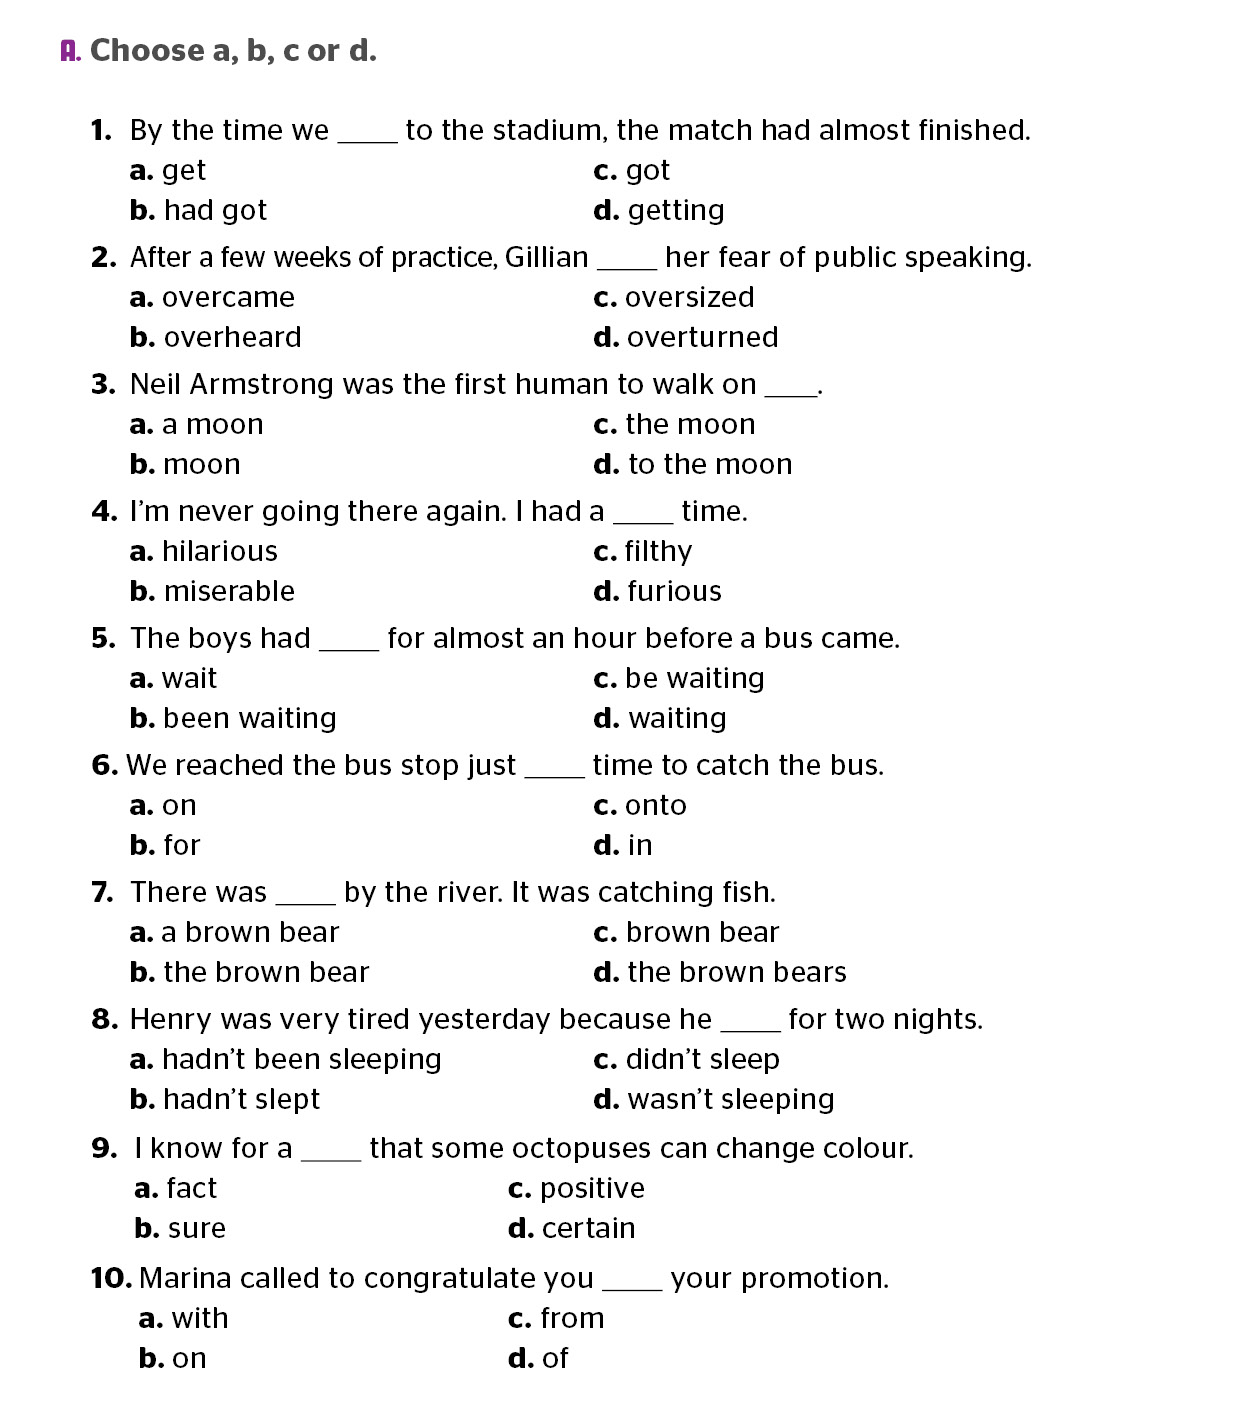 A. Choose a, b, c or d.
1. By the time we ____ to the stadium, the match had almost finished.
a. get c. got
b. had got d. getting
2. After a few weeks of practice, Gillian ____ her fear of public speaking.
a. overcame c. oversized
b. overheard d. overturned
3. Neil Armstrong was the first human to walk on ____.
a. a moon c. the moon
b. moon d. to the moon
4. I’m never going there again. I had a ____ time.
a. hilarious c. filthy
b. miserable d. furious
5. The boys had ____ for almost an hour before a bus came.
a. wait c. be waiting
b. been waiting d. waiting
6. We reached the bus stop just ____ time to catch the bus.
a. on c. onto
b. for d. in
7. There was ____ by the river. It was catching fish.
a. a brown bear c. brown bear
b. the brown bear d. the brown bears
8. Henry was very tired yesterday because he ____ for two nights.
a. hadn’t been sleeping c. didn’t sleep
b. hadn’t slept d. wasn’t sleeping
9. I know for a ____ that some octopuses can change colour.
a. fact c. positive
b. sure d. certain
10. Marina called to congratulate you ____ your promotion.
a. with c. from
b. on d. of